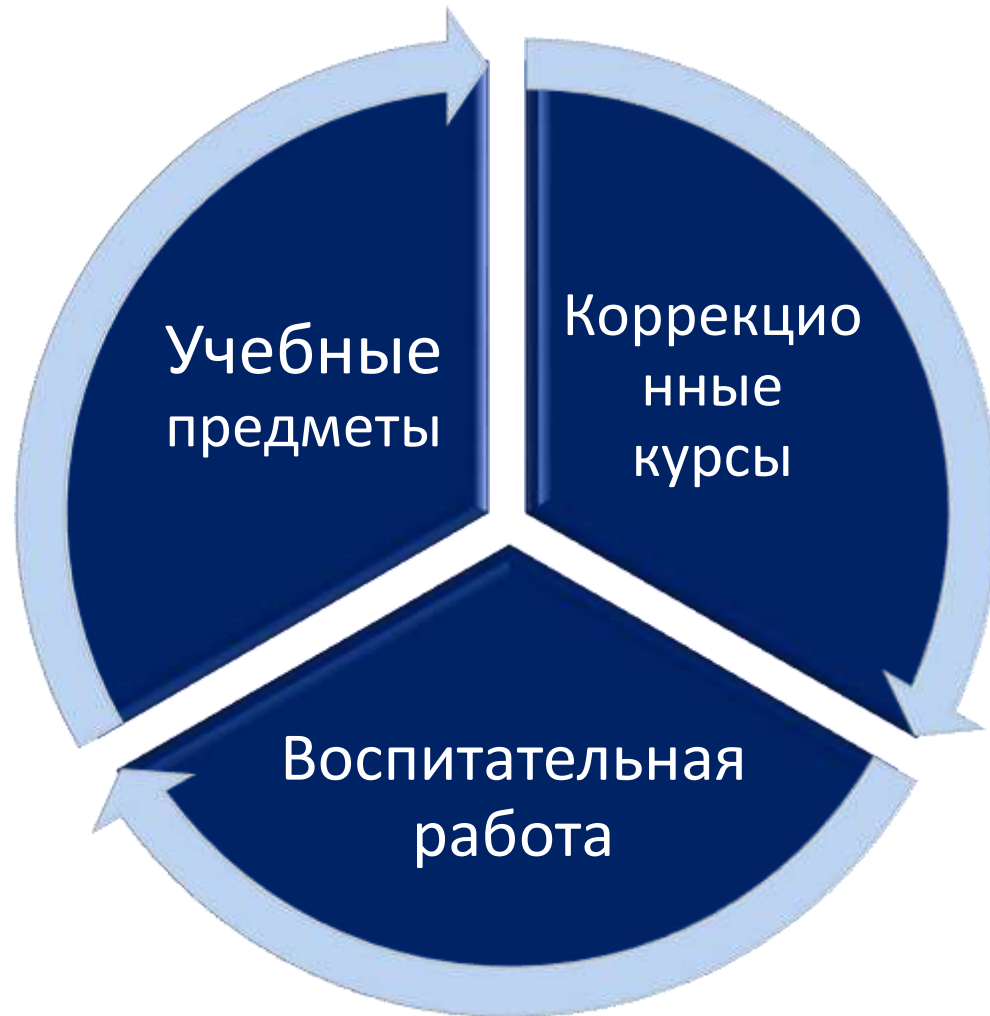 Учебные
предметы
Коррекцио
нные
курсы
Воспитательная
работа